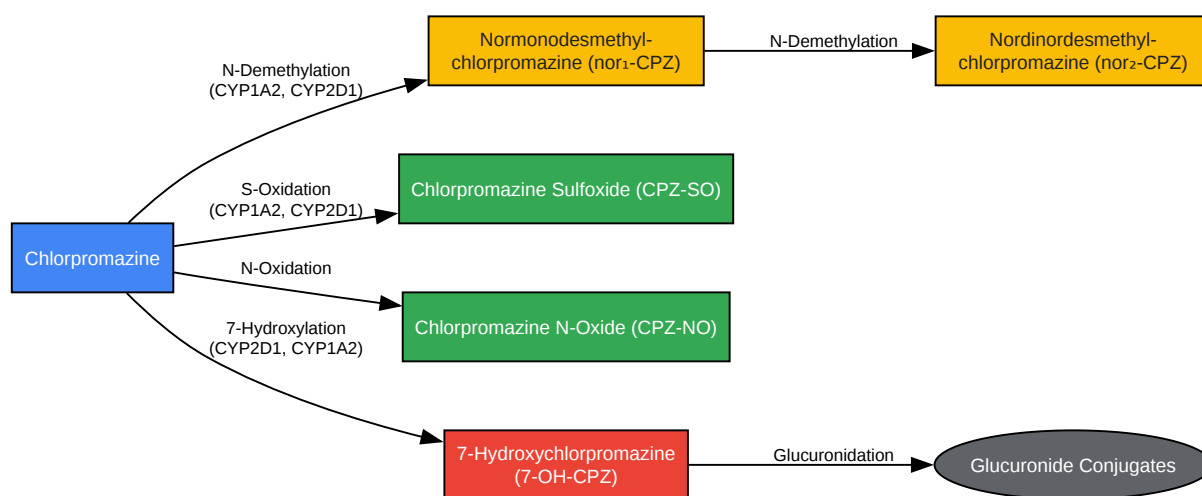 Normonodesmethyl-
chlorpromazine (nor₁-CPZ)
N-Demethylation
Nordinordesmethyl-
chlorpromazine (nor₂-CPZ)
N-Demethylation
(CYP1A2, CYP2D1)
S-Oxidation
(CYP1A2, CYP2D1)
Chlorpromazine Sulfoxide (CPZ-SO)
Chlorpromazine
N-Oxidation
Chlorpromazine N-Oxide (CPZ-NO)
7-Hydroxylation
(CYP2D1, CYP1A2)
7-Hydroxychlorpromazine
(7-OH-CPZ)
Glucuronidation
Glucuronide Conjugates